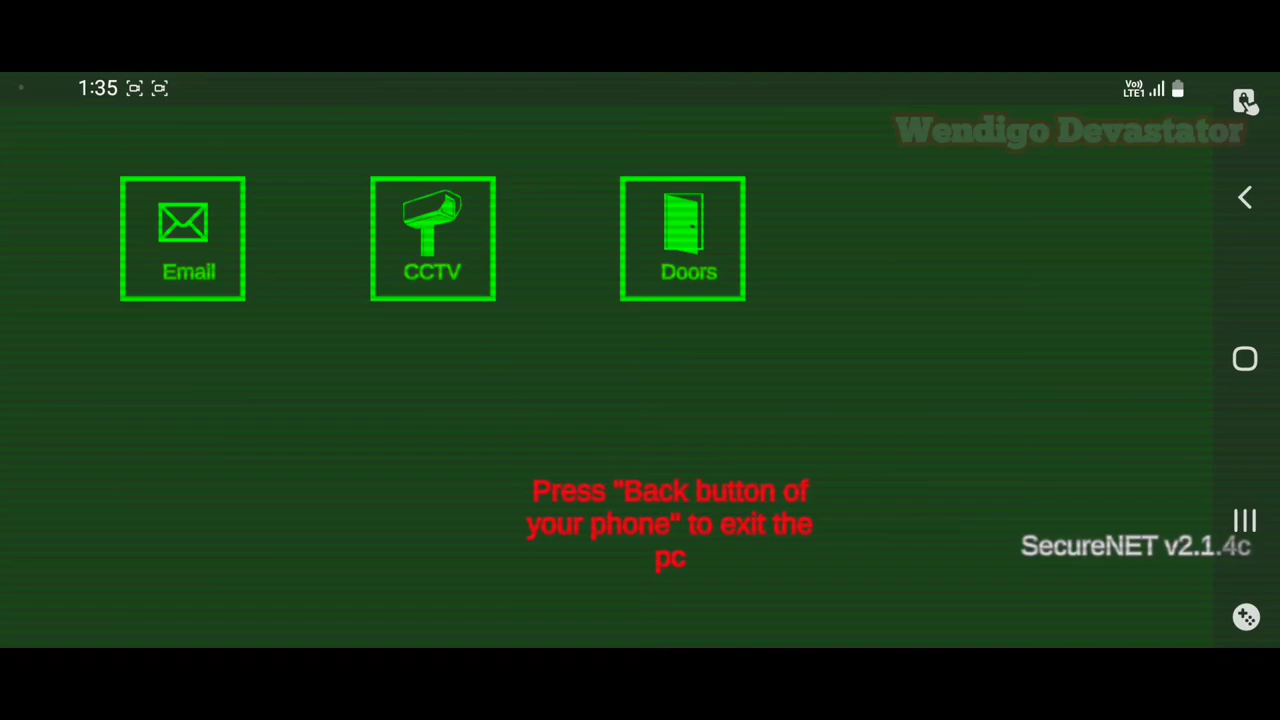 1:35
Vo))
LTE1
Wendigo Devastator
Email
CCTV
Doors
Press "Back button of
your phone" to exit the
pc
SecureNET v2.1.4c